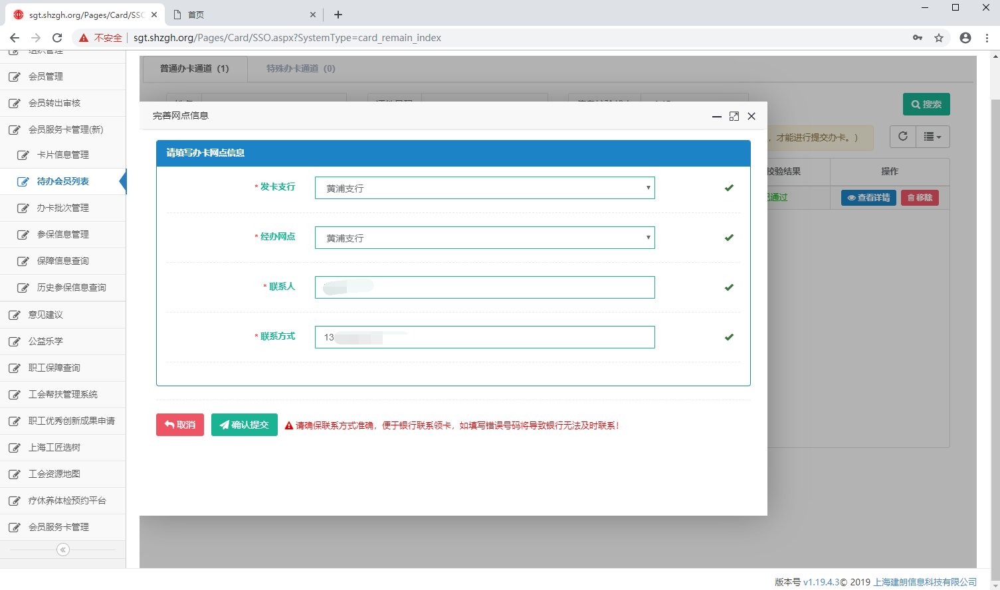 sgt.shzgh.org/Pages/Card/SSO
首页
不安全
sgt.shzgh.org/Pages/Card/SSO.aspx?SystemType=card_remain_index
组织管理
会员管理
会员转出审核
会员服务卡管理(新)
卡片信息管理
待办会员列表
办卡批次管理
参保信息管理
保障信息查询
历史参保信息查询
意见建议
公益乐学
职工保障查询
工会帮扶管理系统
职工优秀创新成果申请
上海工匠选树
工会资源地图
疗休养体检预约平台
会员服务卡管理
普通办卡通道（1） 特殊办卡通道（0）
搜索
，才能进行提交办卡。）
校验结果 操作
已通过 查看详情 移除
完善网点信息
请填写办卡网点信息
* 发卡支行 黄浦支行
* 经办网点 黄浦支行
* 联系人
* 联系方式 13
取消 确认提交 请确保联系方式准确，便于银行联系领卡，如填写错误号码将导致银行无法及时联系！
版本号 v1.19.4.3© 2019 上海建朗信息科技有限公司